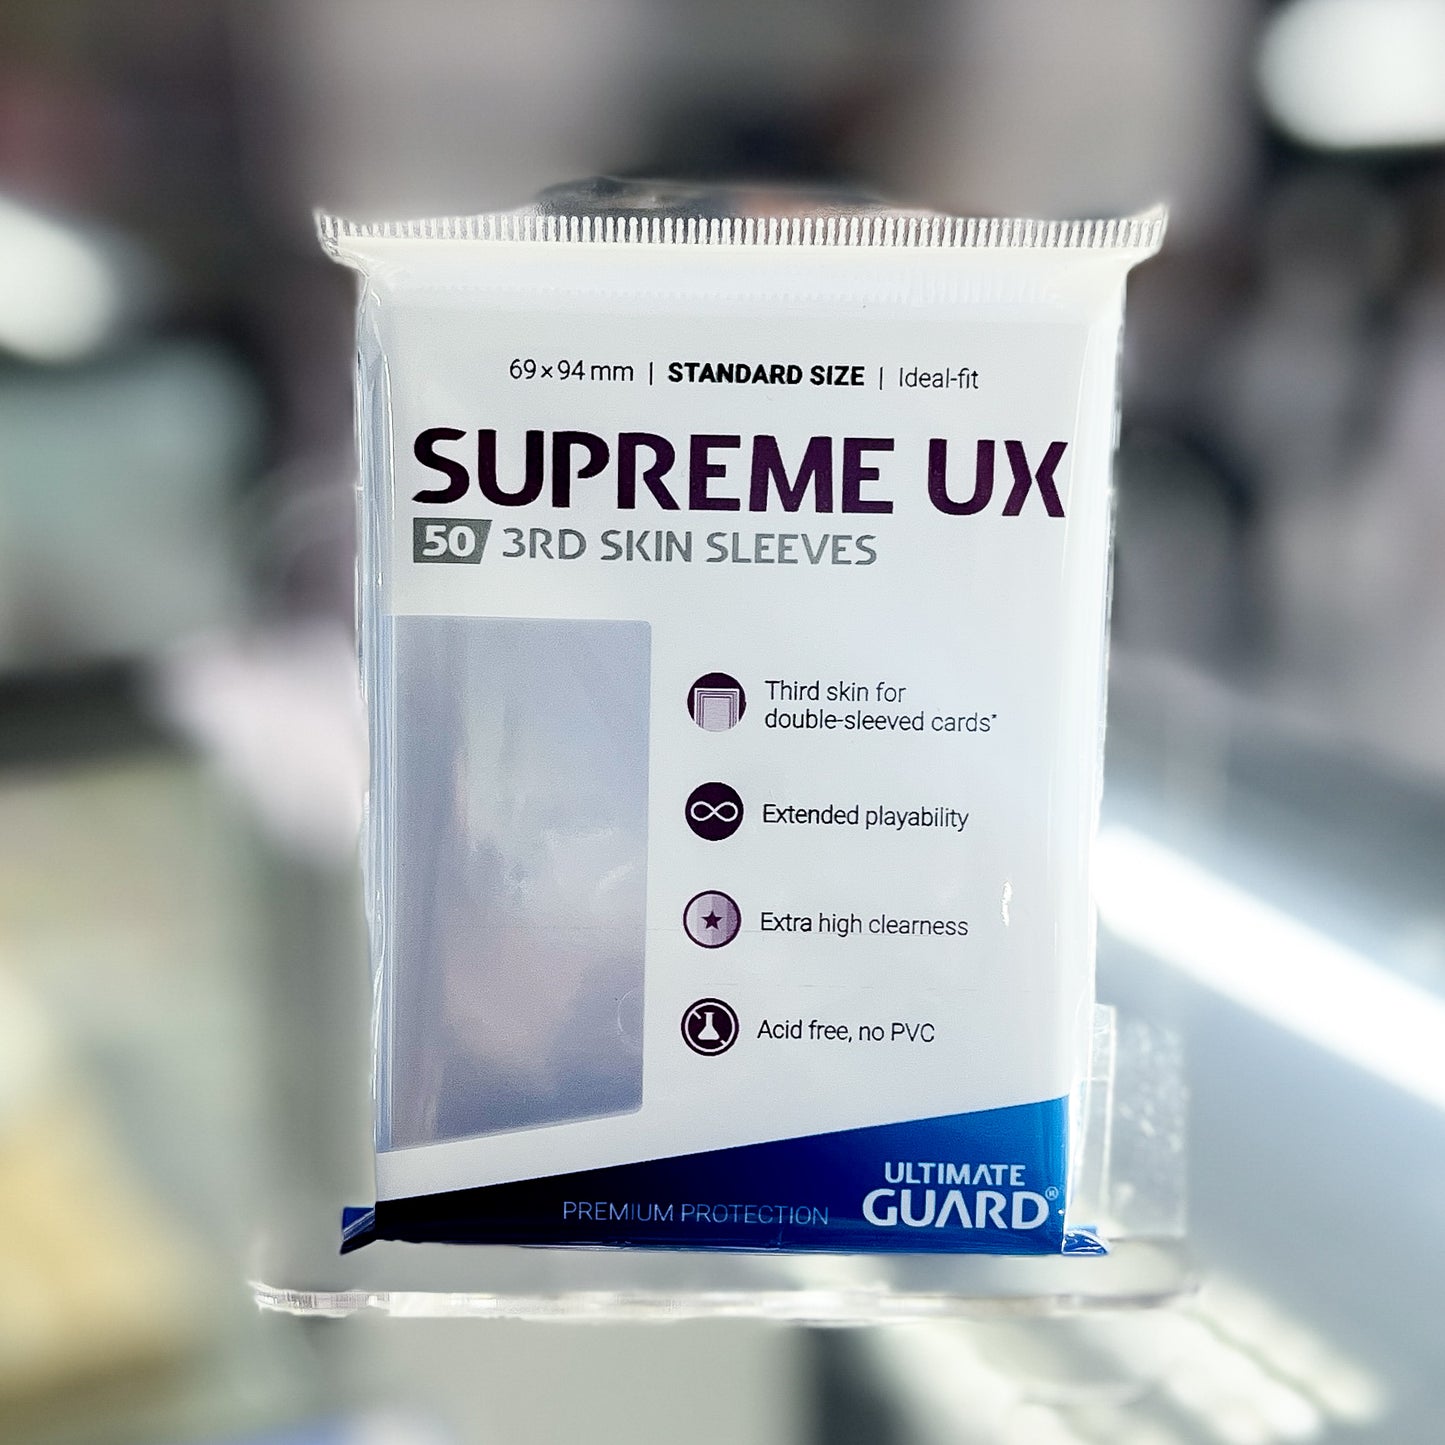 69×94 mm | STANDARD SIZE | Ideal-fit
SUPREME UX
50 3RD SKIN SLEEVES
Third skin for
double-sleeved cards*
Extended playability
Extra high clearness
Acid free, no PVC
PREMIUM PROTECTION
ULTIMATE
GUARD®